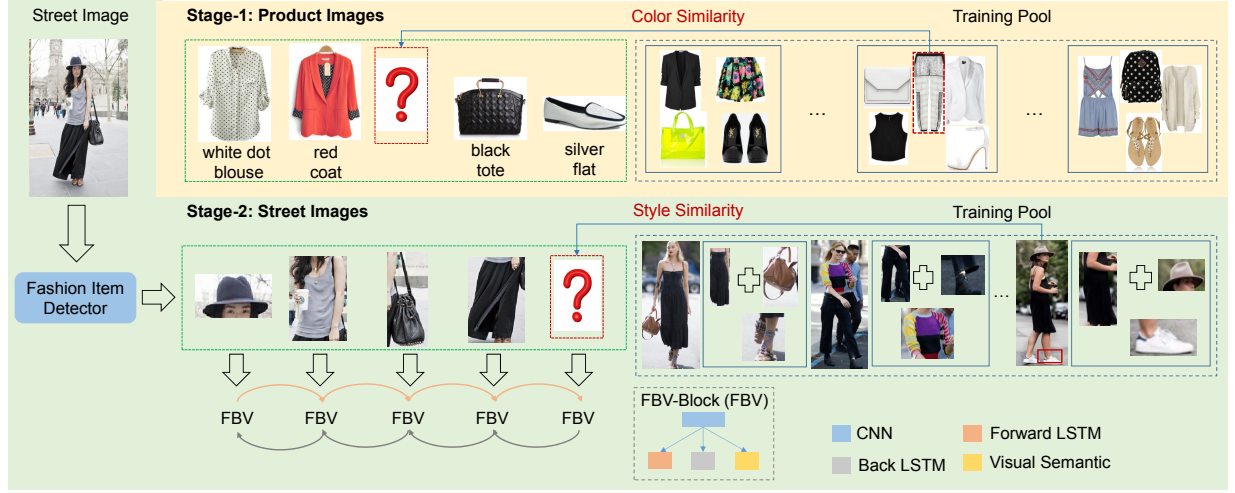 Street Image
Stage-1: Product Images
Color Similarity
Training Pool
?
white dot
blouse
red
coat
black
tote
silver
flat
...
...
Stage-2: Street Images
Style Similarity
Training Pool
Fashion Item
Detector
?
...
FBV
FBV
FBV
FBV
FBV
FBV-Block (FBV)
CNN
Forward LSTM
Back LSTM
Visual Semantic